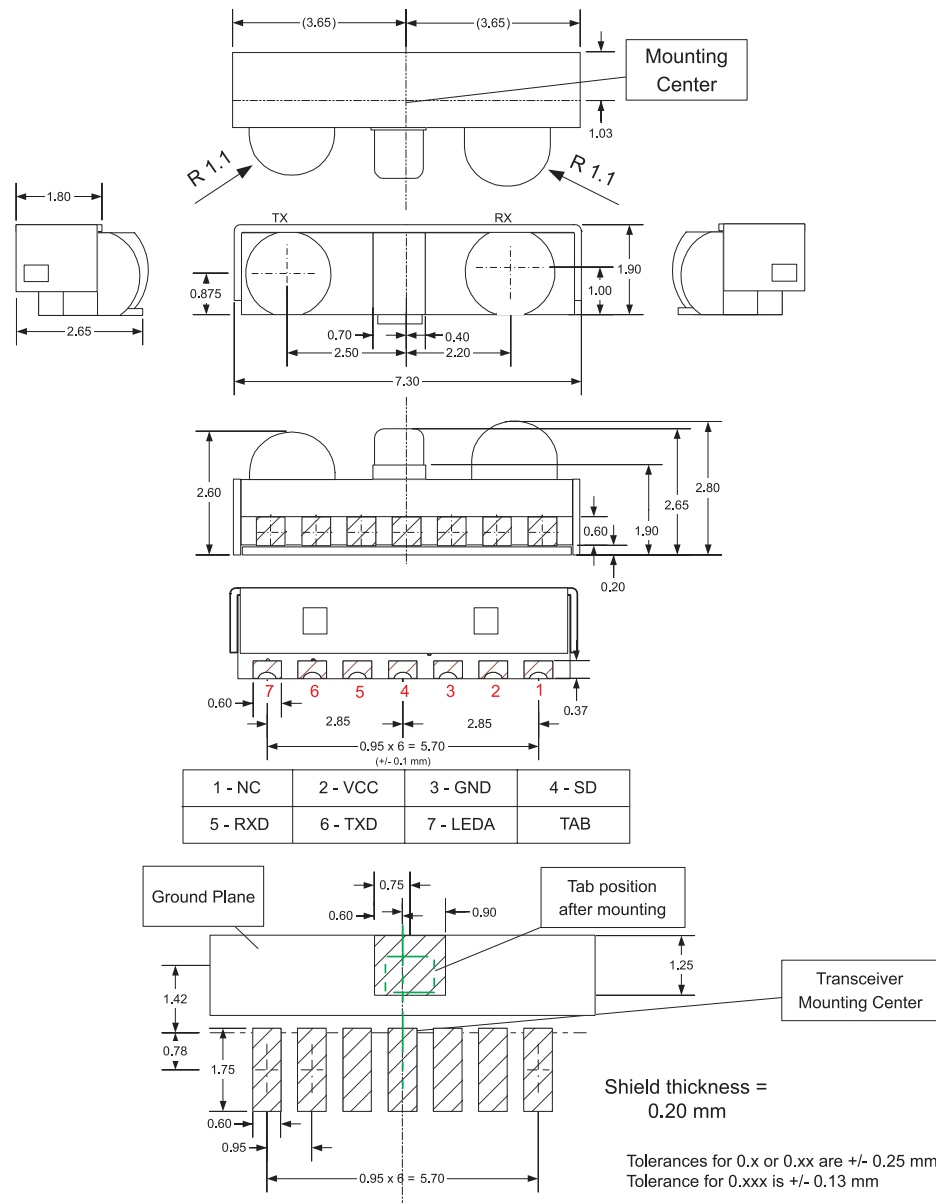 (3.65) (3.65)
Mounting
Center
1.03
R 1.1 R 1.1
1.80
TX RX
0.875
1.00
1.90
2.65
0.70 0.40
2.50 2.20
7.30
2.60
0.60
1.90
2.65
2.80
0.20
7 6 5 4 3 2 1
0.60
0.37
2.85 2.85
0.95 x 6 = 5.70
(+/- 0.1 mm)
1 - NC 2 - VCC 3 - GND 4 - SD
5 - RXD 6 - TXD 7 - LEDA TAB
Ground Plane
0.75
Tab position
after mounting
0.60 0.90
1.25
1.42
Transceiver
Mounting Center
0.78
1.75
Shield thickness =
0.20 mm
0.60
0.95
0.95 x 6 = 5.70
Tolerances for 0.x or 0.xx are +/- 0.25 mm
Tolerance for 0.xxx is +/- 0.13 mm